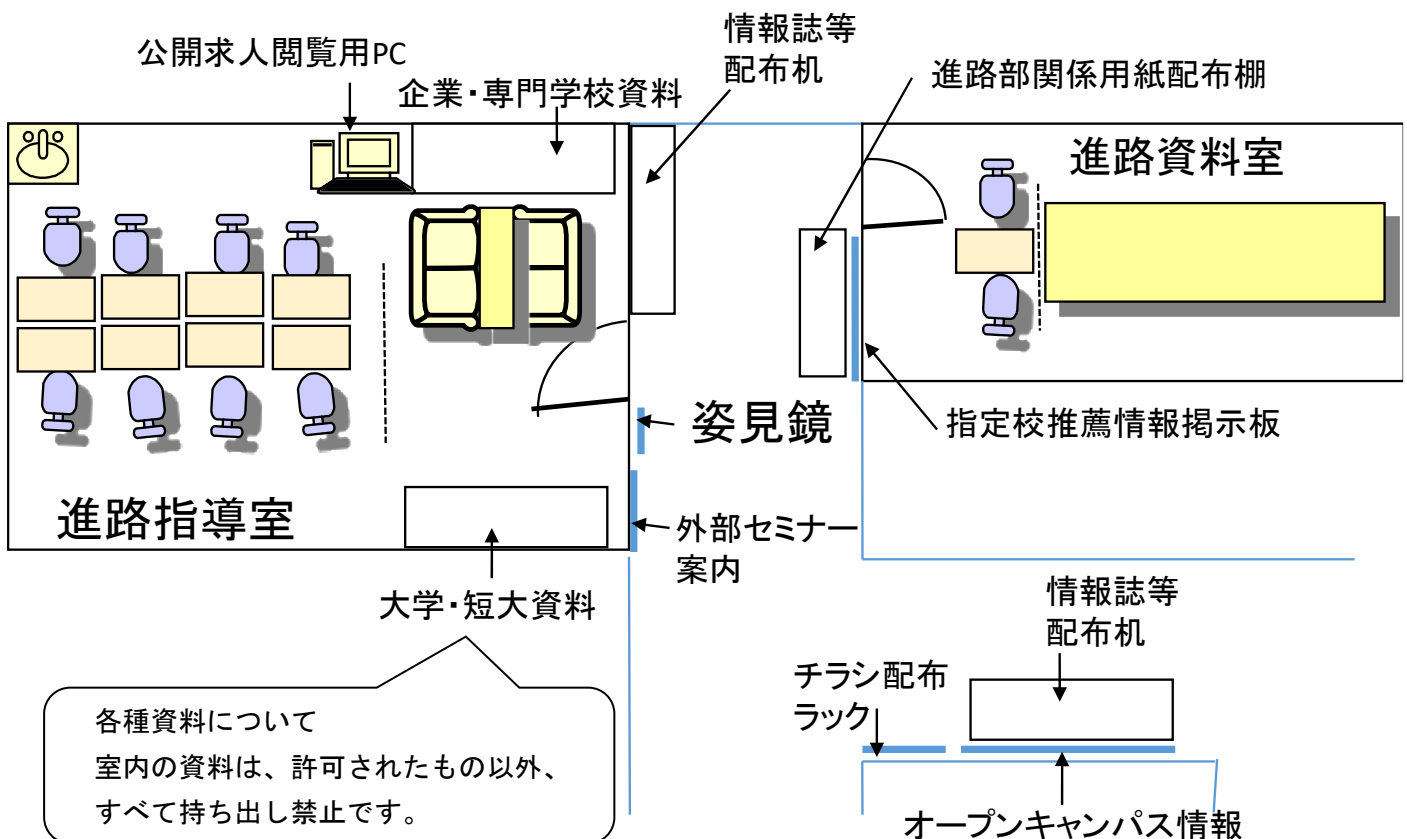 情報誌等
配布机
公開求人閲覧用PC
進路部関係用紙配布棚
企業・専門学校資料
進路資料室
姿見鏡
指定校推薦情報掲示板
進路指導室
外部セミナー
案内
大学・短大資料
情報誌等
配布机
チラシ配布
ラック
各種資料について
室内の資料は、許可されたもの以外、
すべて持ち出し禁止です。
オープンキャンパス情報